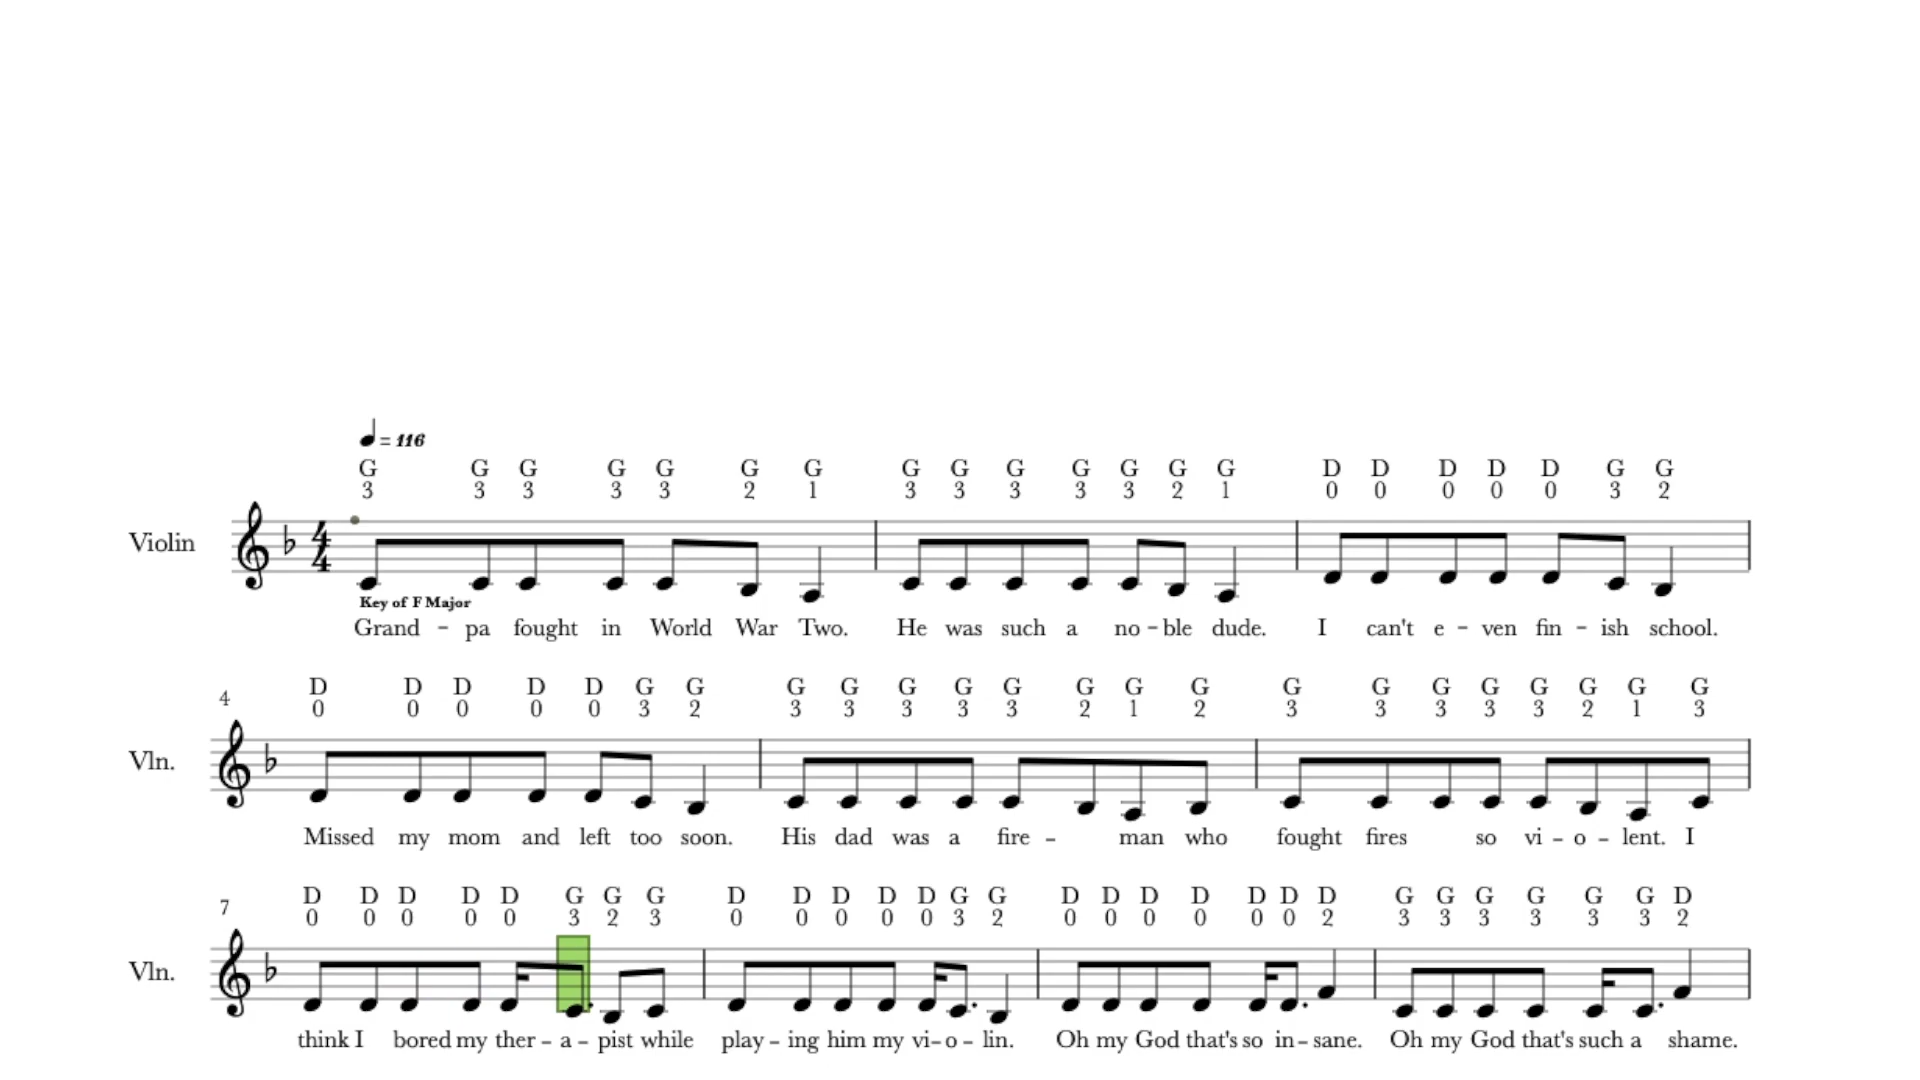 = 116
G G G G G G G G G G G G G G D D D D D G G
3 3 3 3 3 2 1 3 3 3 3 3 2 1 0 0 0 0 0 3 2
Violin
4
4
Key of F Major
Grand - pa fought in World War Two. He was such a no - ble dude. I can't e - ven fin - ish school.
D D D D D G G G G G G G G G G G G G G G G G G
4
0 0 0 0 0 3 2 3 3 3 3 3 2 1 2 3 3 3 3 3 2 1 3
Vln.
Missed my mom and left too soon. His dad was a fire - man who fought fires so vi - o - lent. I
D D D D D G G G D D D D D G G D D D D D D D G G G G G G D
7
0 0 0 0 0 3 2 3 0 0 0 0 0 3 2 0 0 0 0 0 0 2 3 3 3 3 3 3 2
Vln.
think I bored my ther - a - pist while play - ing him my vi - o - lin. Oh my God that's so in - sane. Oh my God that's such a shame.